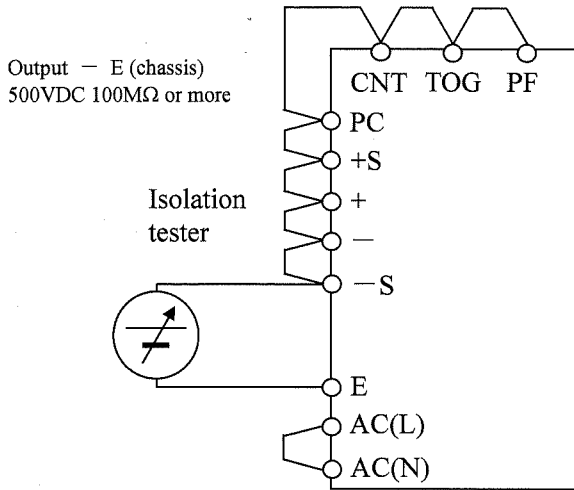 Output － E (chassis)
500VDC 100MΩ or more
CNT TOG PF
PC
+S
+
Isolation
tester
－
－S
E
AC(L)
AC(N)